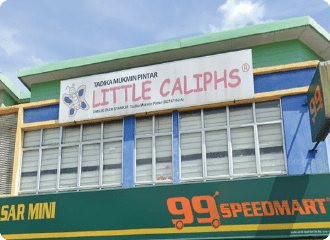 TADIKA MUKMIN PINTAR
LITTLE CALIPHS®
SAR MINI
99 SPEEDMART